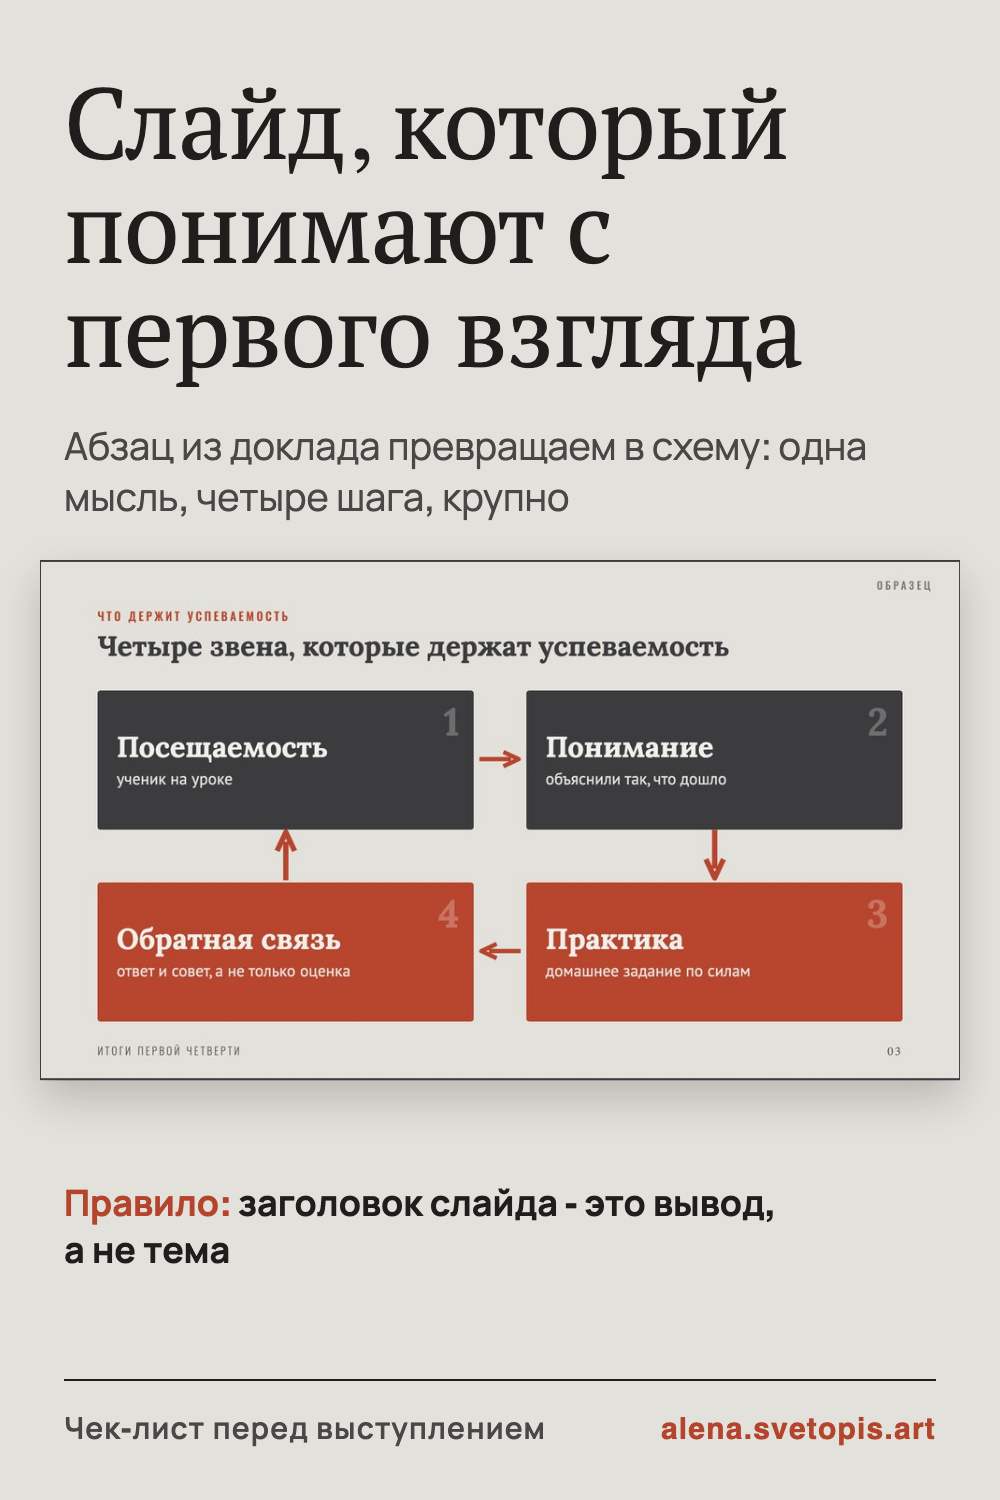 Слайд, который
понимают с
первого взгляда
Абзац из доклада превращаем в схему: одна
мысль, четыре шага, крупно
ОБРАЗЕЦ
ЧТО ДЕРЖИТ УСПЕВАЕМОСТЬ
Четыре звена, которые держат успеваемость
1
Посещаемость
ученик на уроке
2
Понимание
объяснили так, что дошло
4
Обратная связь
ответ и совет, а не только оценка
3
Практика
домашнее задание по силам
ИТОГИ ПЕРВОЙ ЧЕТВЕРТИ
03
Правило: заголовок слайда - это вывод,
а не тема
Чек-лист перед выступлением
alena.svetopis.art